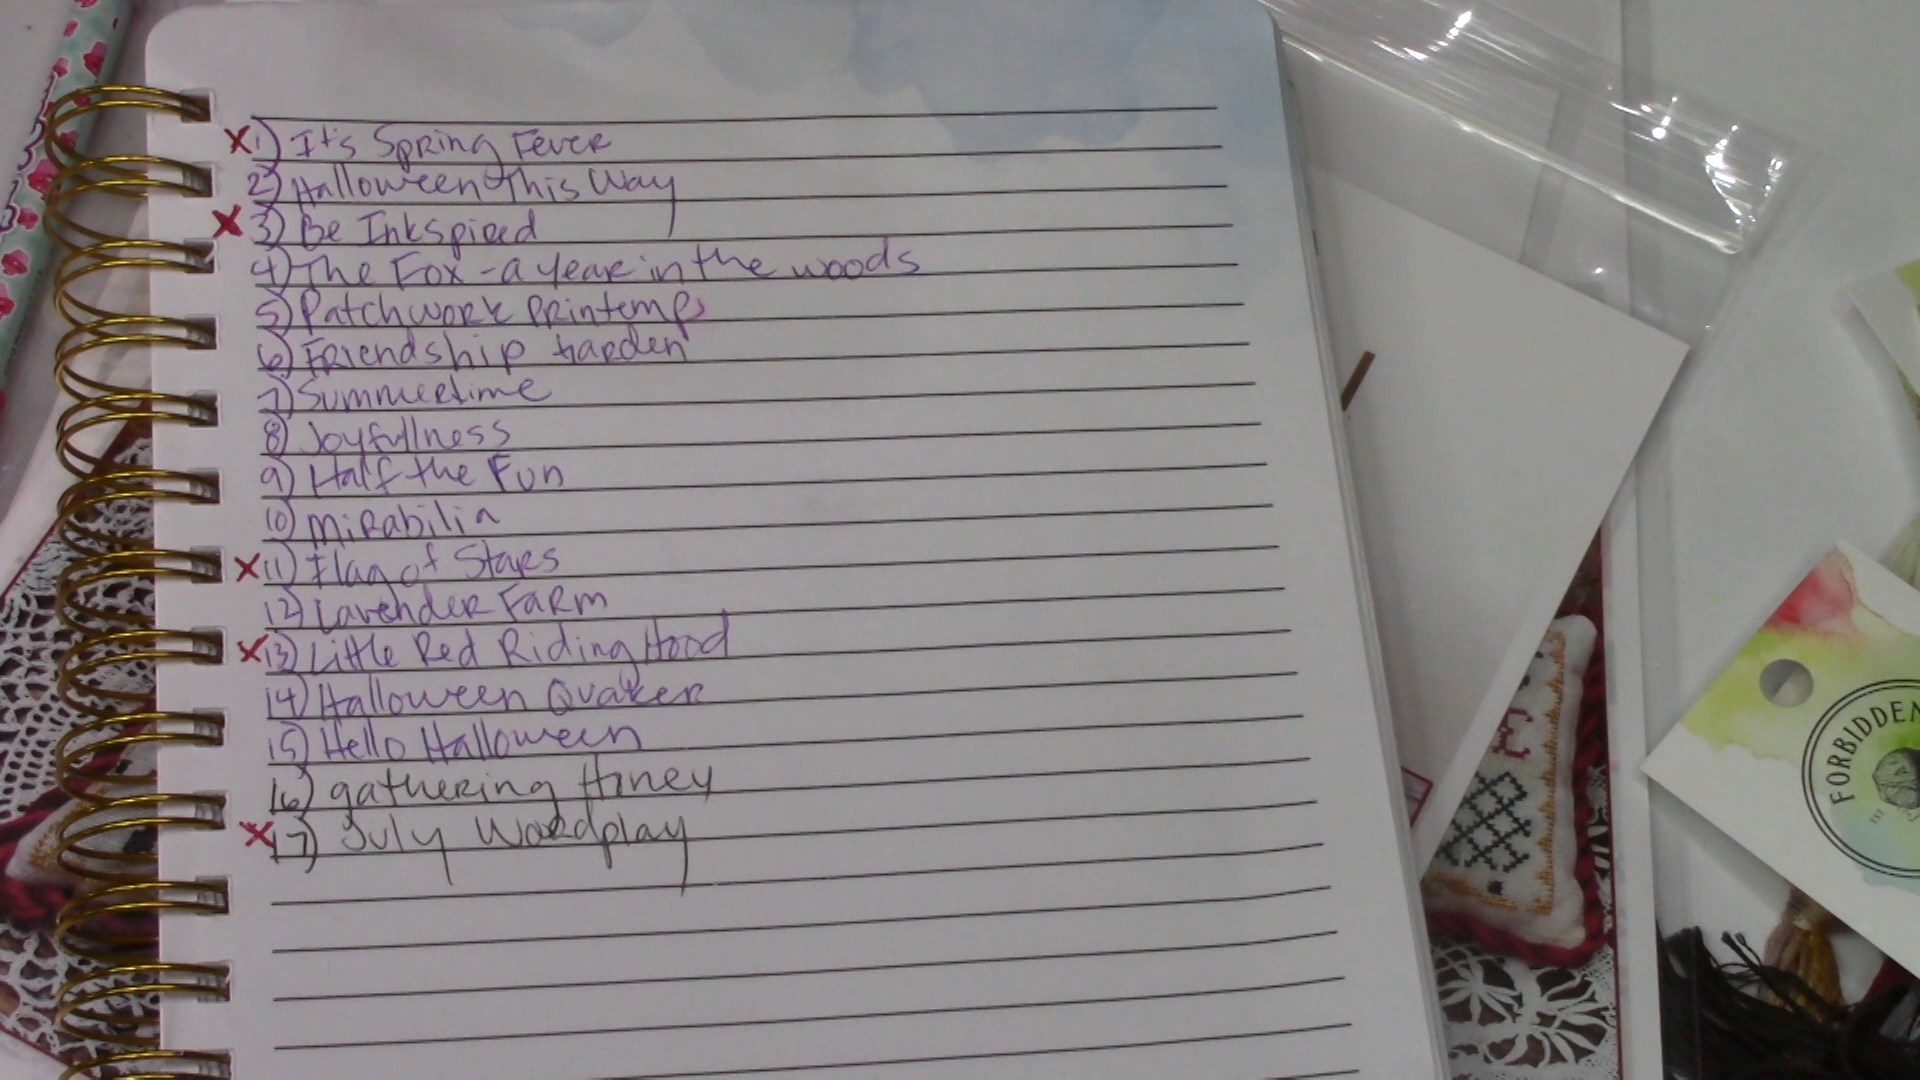 X 1) It's Spring Fever
2) Halloween This Way
X 3) Be Inkspired
4) The Fox - a year in the woods
5) Patchwork Printemps
6) Friendship Garden
7) Summertime
8) Joyfullness
9) Half the Fun
10) Mirabilia
X 11) Flag of Stars
12) Lavender Farm
X 13) Little Red Riding Hood
14) Halloween Quaker
15) Hello Halloween
16) gathering Honey
X 17) July Wordplay
FORBIDDEN